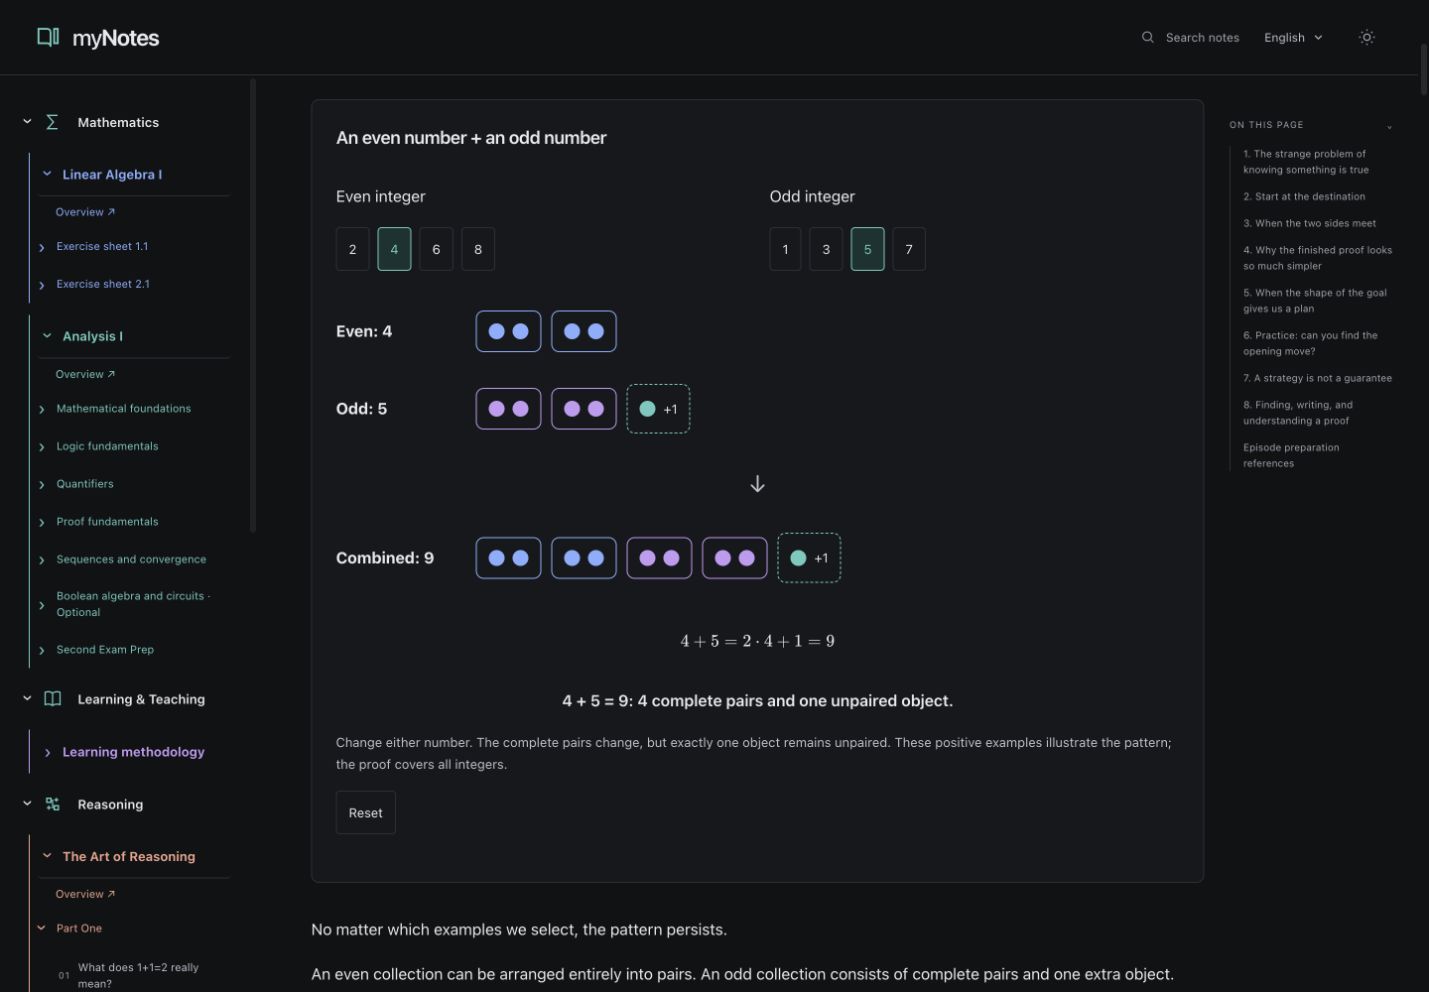 myNotes
Search notes
English
Mathematics
Linear Algebra I
Overview ↗
Exercise sheet 1.1
Exercise sheet 2.1
Analysis I
Overview ↗
Mathematical foundations
Logic fundamentals
Quantifiers
Proof fundamentals
Sequences and convergence
Boolean algebra and circuits ·
Optional
Second Exam Prep
Learning & Teaching
Learning methodology
Reasoning
The Art of Reasoning
Overview ↗
Part One
01 What does 1+1=2 really
mean?
An even number + an odd number
Even integer
Odd integer
2 4 6 8
1 3 5 7
Even: 4
Odd: 5
+1
Combined: 9
+1
4 + 5 = 2 · 4 + 1 = 9
4 + 5 = 9: 4 complete pairs and one unpaired object.
Change either number. The complete pairs change, but exactly one object remains unpaired. These positive examples illustrate the pattern;
the proof covers all integers.
Reset
No matter which examples we select, the pattern persists.
An even collection can be arranged entirely into pairs. An odd collection consists of complete pairs and one extra object.
ON THIS PAGE
1. The strange problem of
knowing something is true
2. Start at the destination
3. When the two sides meet
4. Why the finished proof looks
so much simpler
5. When the shape of the goal
gives us a plan
6. Practice: can you find the
opening move?
7. A strategy is not a guarantee
8. Finding, writing, and
understanding a proof
Episode preparation
references